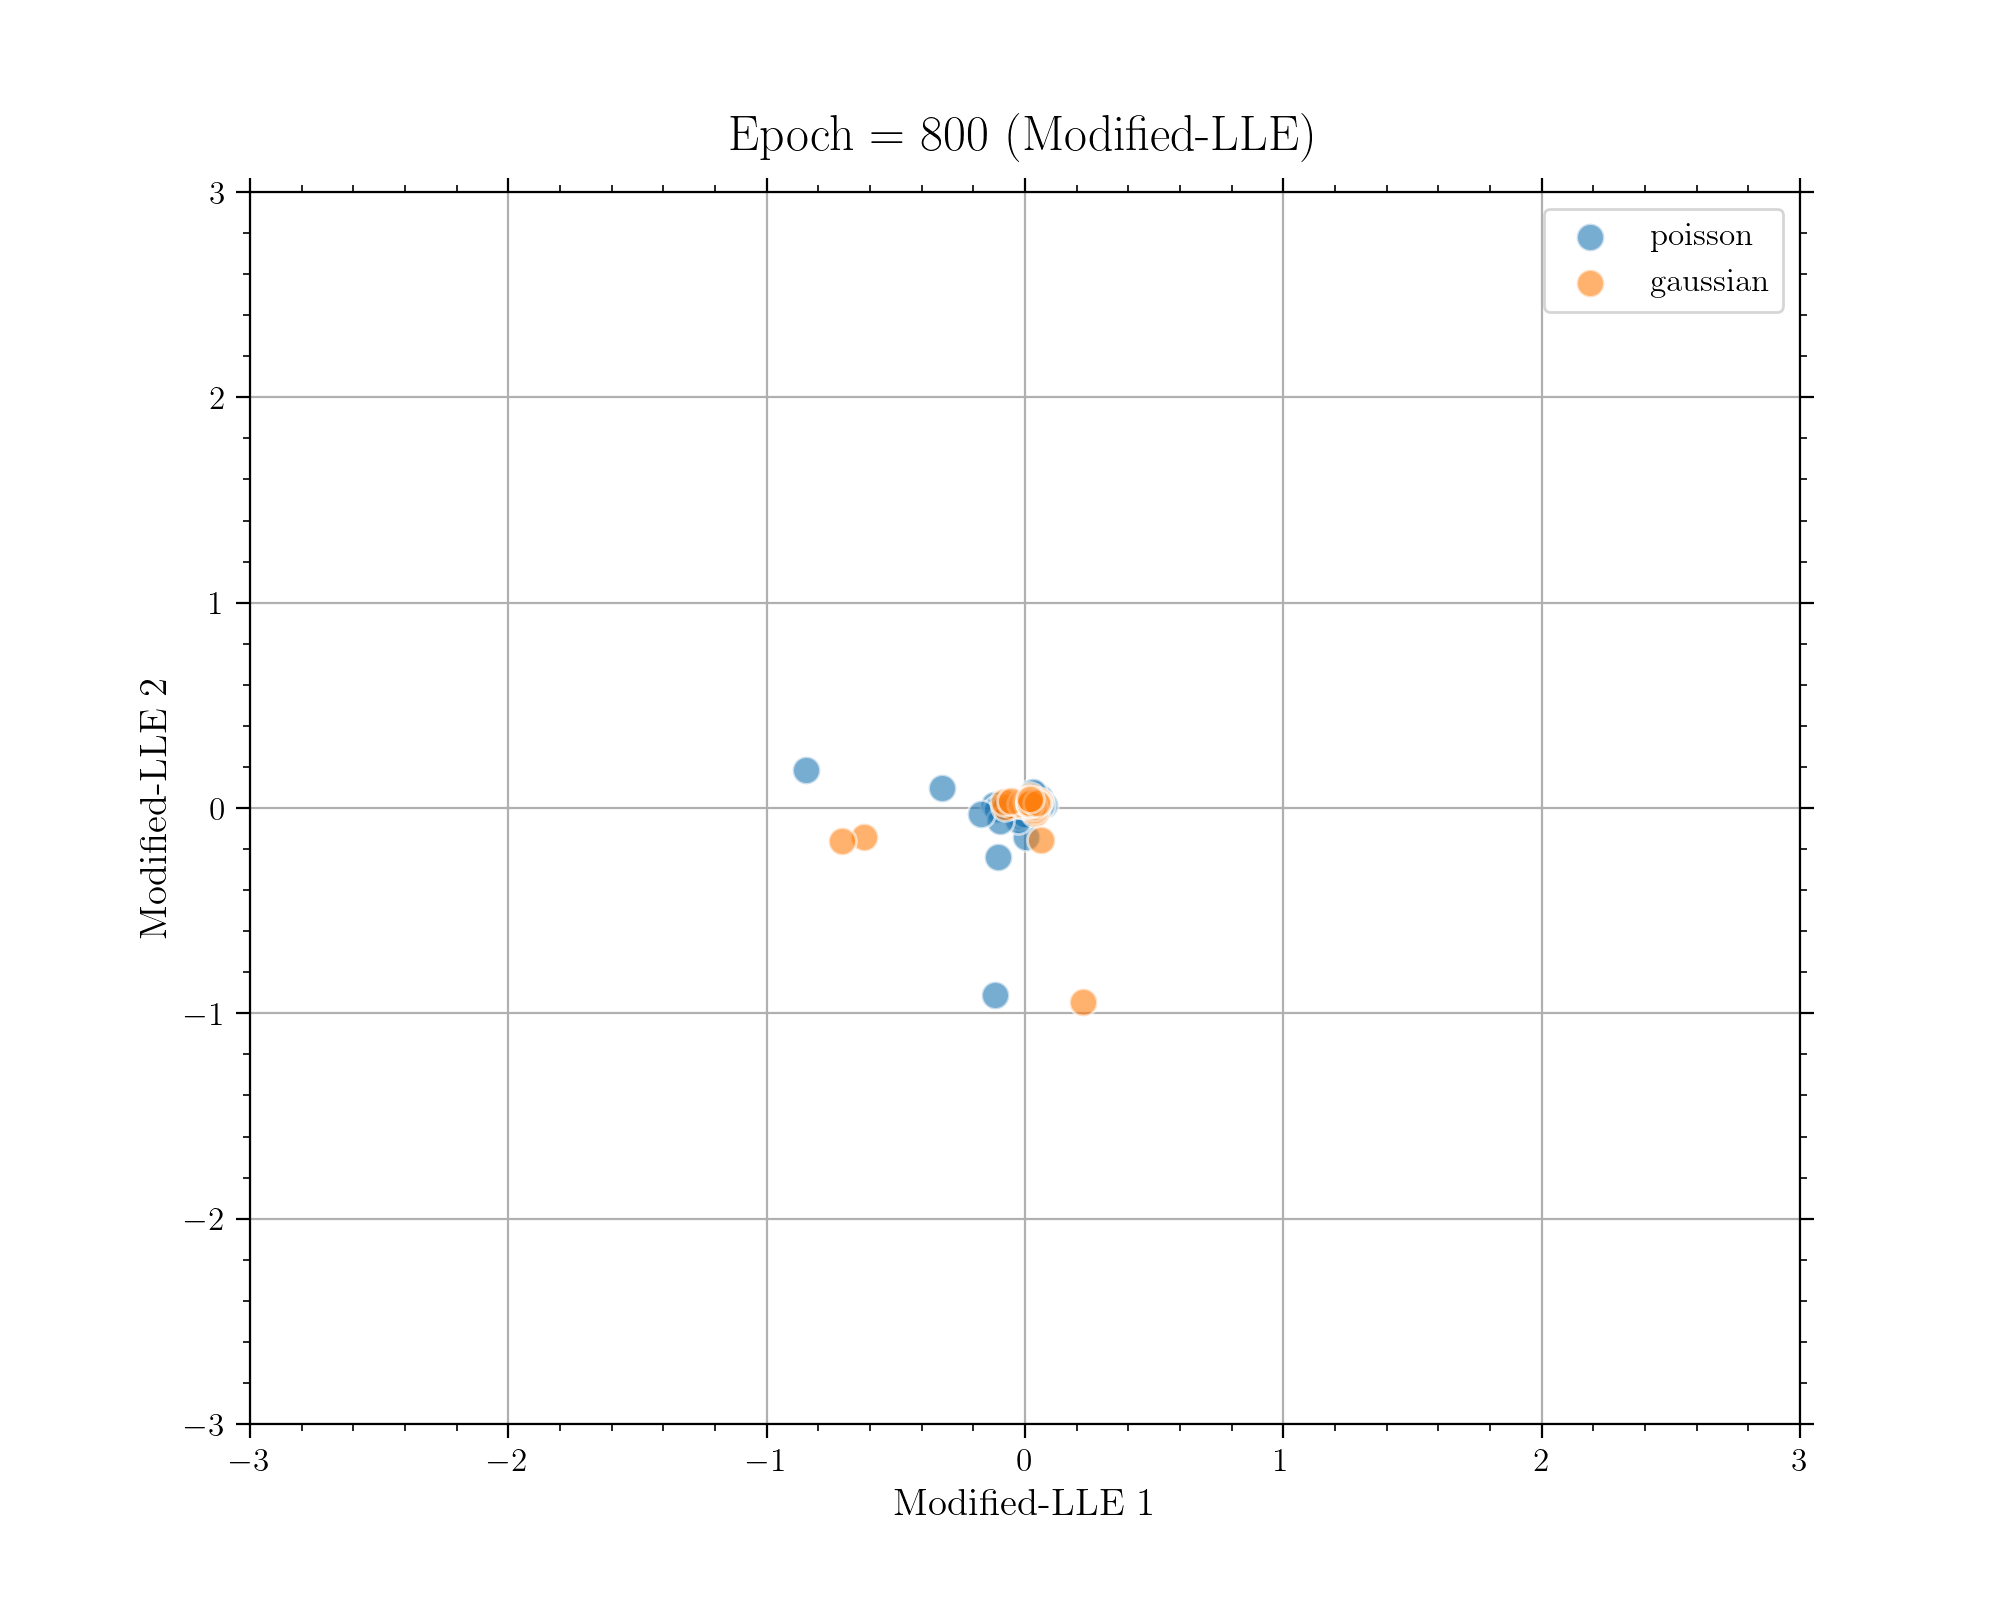 Epoch = 800 (Modified-LLE)
poisson
gaussian
3
2
1
0
−1
−2
−3
Modified-LLE 2
−3
−2
−1
0
1
2
3
Modified-LLE 1